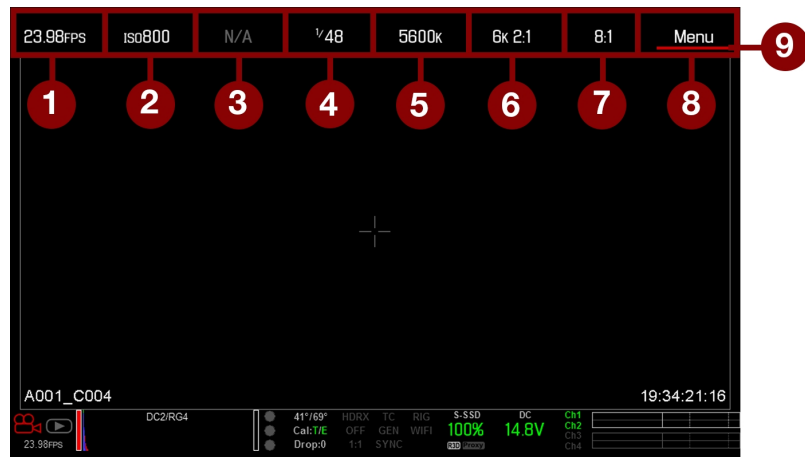 23.98FPS ISO800 N/A 1/48 5600K 6K 2:1 8:1 Menu 9
1 2 3 4 5 6 7 8
A001_C004 19:34:21:16
DC2/RG4 41°/69° HDRX TC RIG S-SSD DC Ch1
Cal:T/E OFF GEN WIFI 100% 14.8V Ch2
23.98FPS Drop:0 1:1 SYNC R3D Proxy Ch3
Ch4